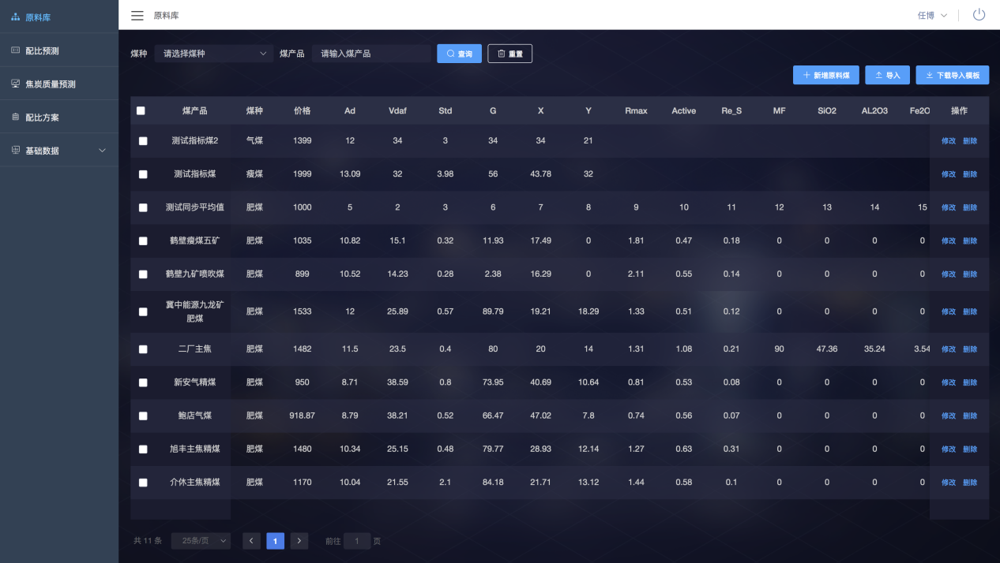 原料库
配比预测
焦炭质量预测
配比方案
基础数据
原料库
任博
煤种 请选择煤种 煤产品 请输入煤产品 查询 重置
新增原料煤 导入 下载导入模板
煤产品 煤种 价格 Ad Vdaf Std G X Y Rmax Active Re_S MF SiO2 AL2O3 Fe2O 操作
测试指标煤2 气煤 1399 12 34 3 34 34 21 修改 删除
测试指标煤 瘦煤 1999 13.09 32 3.98 56 43.78 32 修改 删除
测试同步平均值 肥煤 1000 5 2 3 6 7 8 9 10 11 12 13 14 15 修改 删除
鹤壁瘦煤五矿 肥煤 1035 10.82 15.1 0.32 11.93 17.49 0 1.81 0.47 0.18 0 0 0 0 修改 删除
鹤壁九矿喷吹煤 肥煤 899 10.52 14.23 0.28 2.38 16.29 0 2.11 0.55 0.14 0 0 0 0 修改 删除
冀中能源九龙矿
肥煤 肥煤 1533 12 25.89 0.57 89.79 19.21 18.29 1.33 0.51 0.12 0 0 0 0 修改 删除
二厂主焦 肥煤 1482 11.5 23.5 0.4 80 20 14 1.31 1.08 0.21 90 47.36 35.24 3.54 修改 删除
新安气精煤 肥煤 950 8.71 38.59 0.8 73.95 40.69 10.64 0.81 0.53 0.08 0 0 0 0 修改 删除
鲍店气煤 肥煤 918.87 8.79 38.21 0.52 66.47 47.02 7.8 0.74 0.56 0.07 0 0 0 0 修改 删除
旭丰主焦精煤 肥煤 1480 10.34 25.15 0.48 79.77 28.93 12.14 1.27 0.63 0.31 0 0 0 0 修改 删除
介休主焦精煤 肥煤 1170 10.04 21.55 2.1 84.18 21.71 13.12 1.44 0.58 0.1 0 0 0 0 修改 删除
共 11 条 25条/页 1 前往 1 页